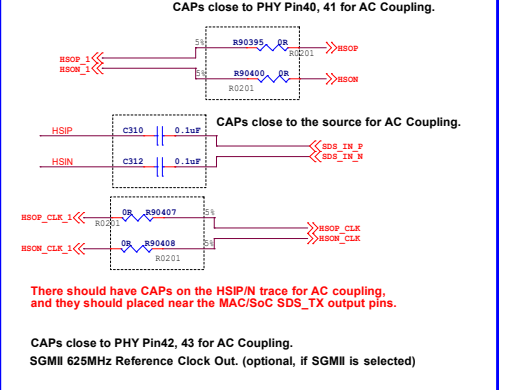 CAPs close to PHY Pin40, 41 for AC Coupling.
5% R90395 0R HSOP
HSOP_1 R0201
HSON_1 5% R90400 0R HSON
R0201
CAPs close to the source for AC Coupling.
HSIP C310 0.1uF
SDS_IN_P
SDS_IN_N
HSIN C312 0.1uF
0R R90407 5%
HSOP_CLK_1 R0201
HSOP_CLK
HSON_CLK
HSON_CLK_1 0R R90408 5%
R0201
There should have CAPs on the HSIP/N trace for AC coupling,
and they should placed near the MAC/SoC SDS_TX output pins.
CAPs close to PHY Pin42, 43 for AC Coupling.
SGMII 625MHz Reference Clock Out. (optional, if SGMII is selected)